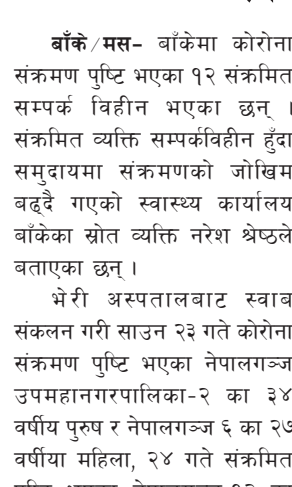 बाँके/मस– बाँकेमा कोरोना
संक्रमण पुष्टि भएका १२ संक्रमित
सम्पर्क विहीन भएका छन् ।
संक्रमित व्यक्ति सम्पर्कविहीन हुँदा
समुदायमा संक्रमणको जोखिम
बढ्दै गएको स्वास्थ्य कार्यालय
बाँकेका स्रोत व्यक्ति नरेश श्रेष्ठले
बताएका छन् ।
भेरी अस्पतालबाट स्वाब
संकलन गरी साउन २३ गते कोरोना
संक्रमण पुष्टि भएका नेपालगञ्ज
उपमहानगरपालिका-२ का ३४
वर्षीय पुरुष र नेपालगञ्ज ६ का २७
वर्षीया महिला, २४ गते संक्रमित